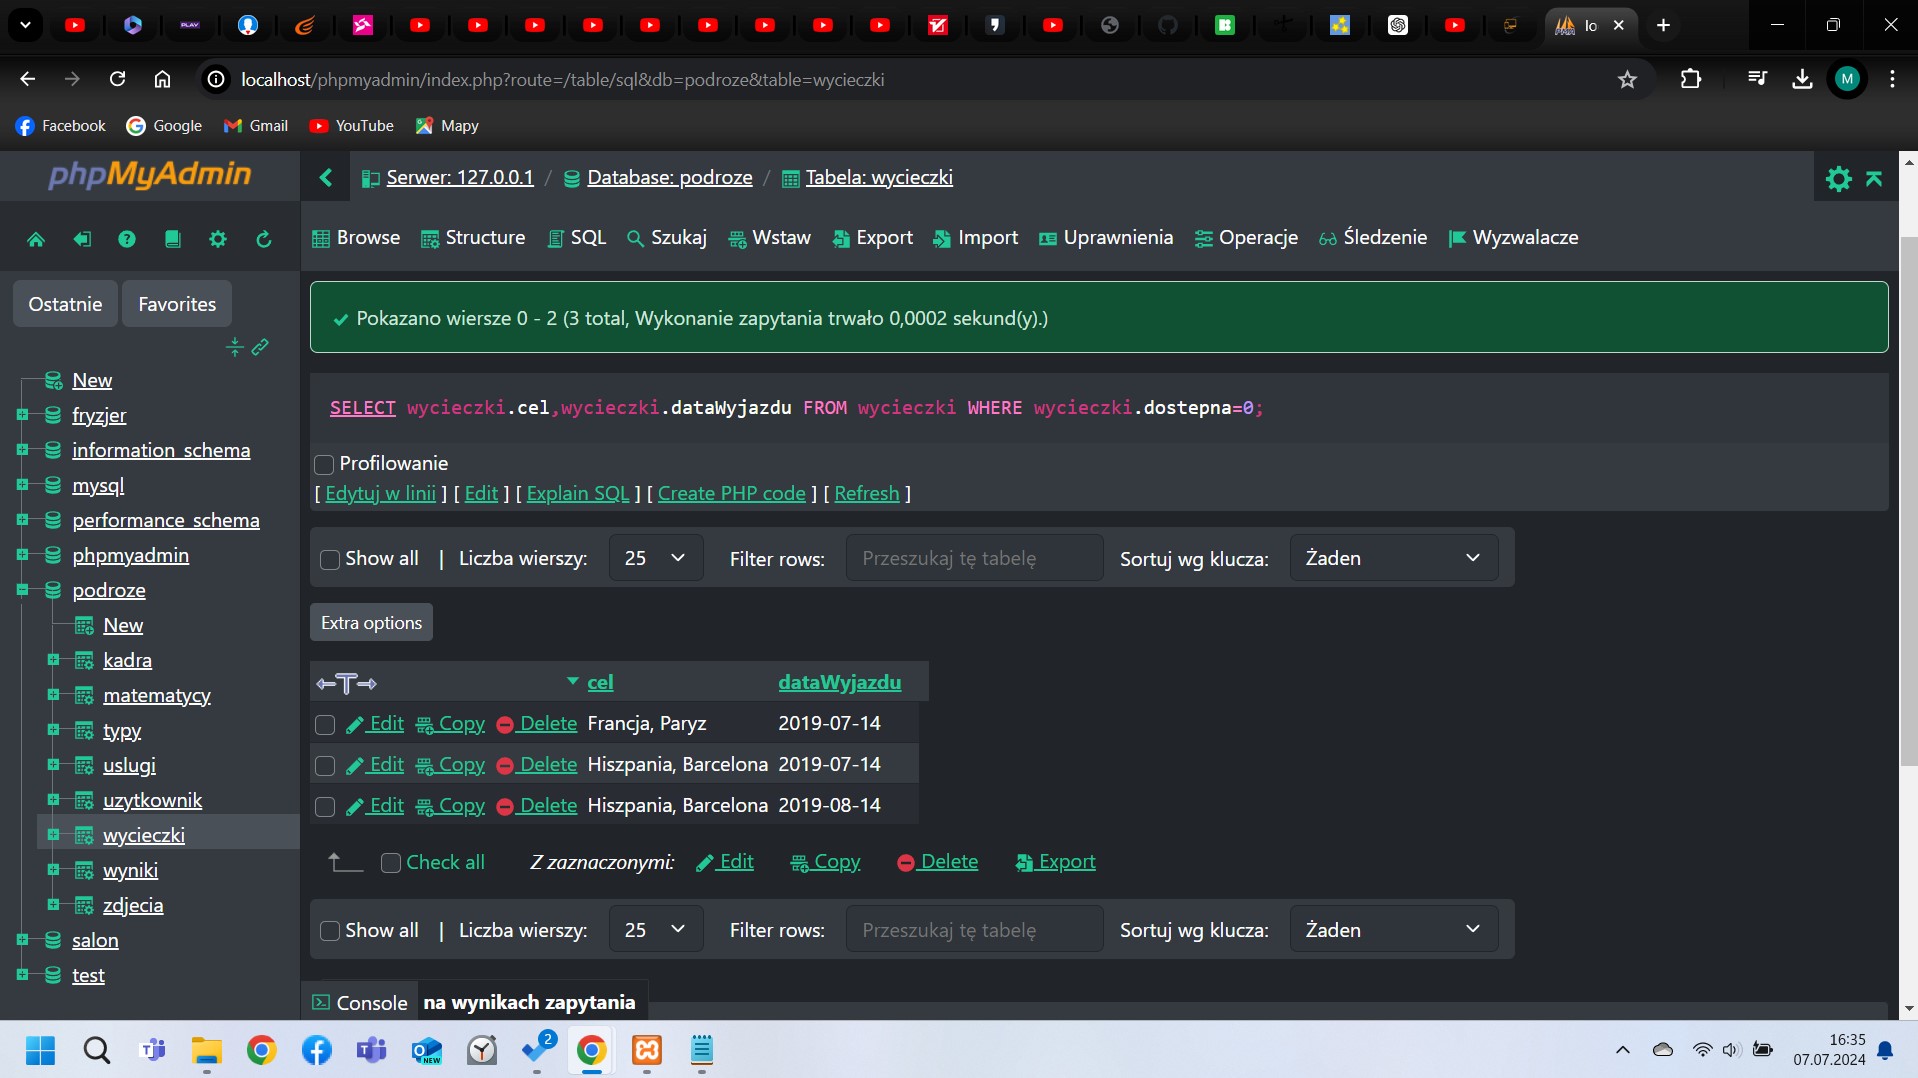 lo
localhost/phpmyadmin/index.php?route=/table/sql&db=podroze&table=wycieczki
M
Facebook Google Gmail YouTube Mapy
phpMyAdmin
Serwer: 127.0.0.1 / Database: podroze / Tabela: wycieczki
Browse Structure SQL Szukaj Wstaw Export Import Uprawnienia Operacje Śledzenie Wyzwalacze
Ostatnie Favorites
New
fryzjer
information_schema
mysql
performance_schema
phpmyadmin
podroze
New
kadra
matematycy
typy
uslugi
uzytkownik
wycieczki
wyniki
zdjecia
salon
test
Pokazano wiersze 0 - 2 (3 total, Wykonanie zapytania trwało 0,0002 sekund(y).)
SELECT wycieczki.cel,wycieczki.dataWyjazdu FROM wycieczki WHERE wycieczki.dostepna=0;
Profilowanie
[ Edytuj w linii ] [ Edit ] [ Explain SQL ] [ Create PHP code ] [ Refresh ]
Show all | Liczba wierszy: 25 Filter rows: Przeszukaj tę tabelę Sortuj wg klucza: Żaden
Extra options
←T→ cel dataWyjazdu
Edit Copy Delete Francja, Paryz 2019-07-14
Edit Copy Delete Hiszpania, Barcelona 2019-07-14
Edit Copy Delete Hiszpania, Barcelona 2019-08-14
Check all Z zaznaczonymi: Edit Copy Delete Export
Show all | Liczba wierszy: 25 Filter rows: Przeszukaj tę tabelę Sortuj wg klucza: Żaden
Console na wynikach zapytania
NEW
2
16:35
07.07.2024